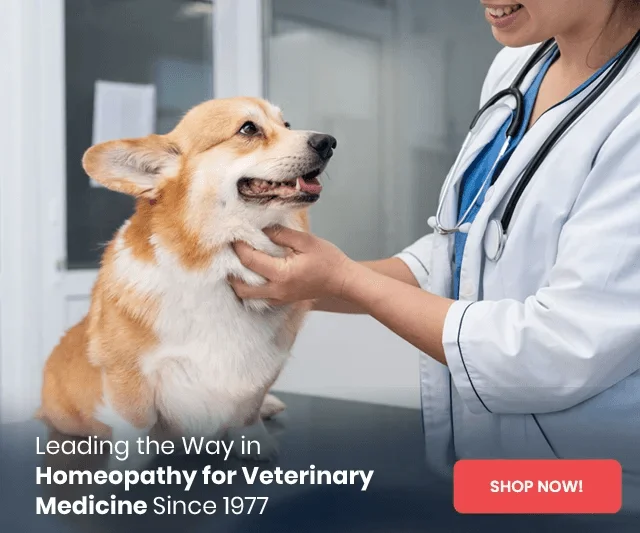 Leading the Way in
Homeopathy for Veterinary
Medicine Since 1977
SHOP NOW!